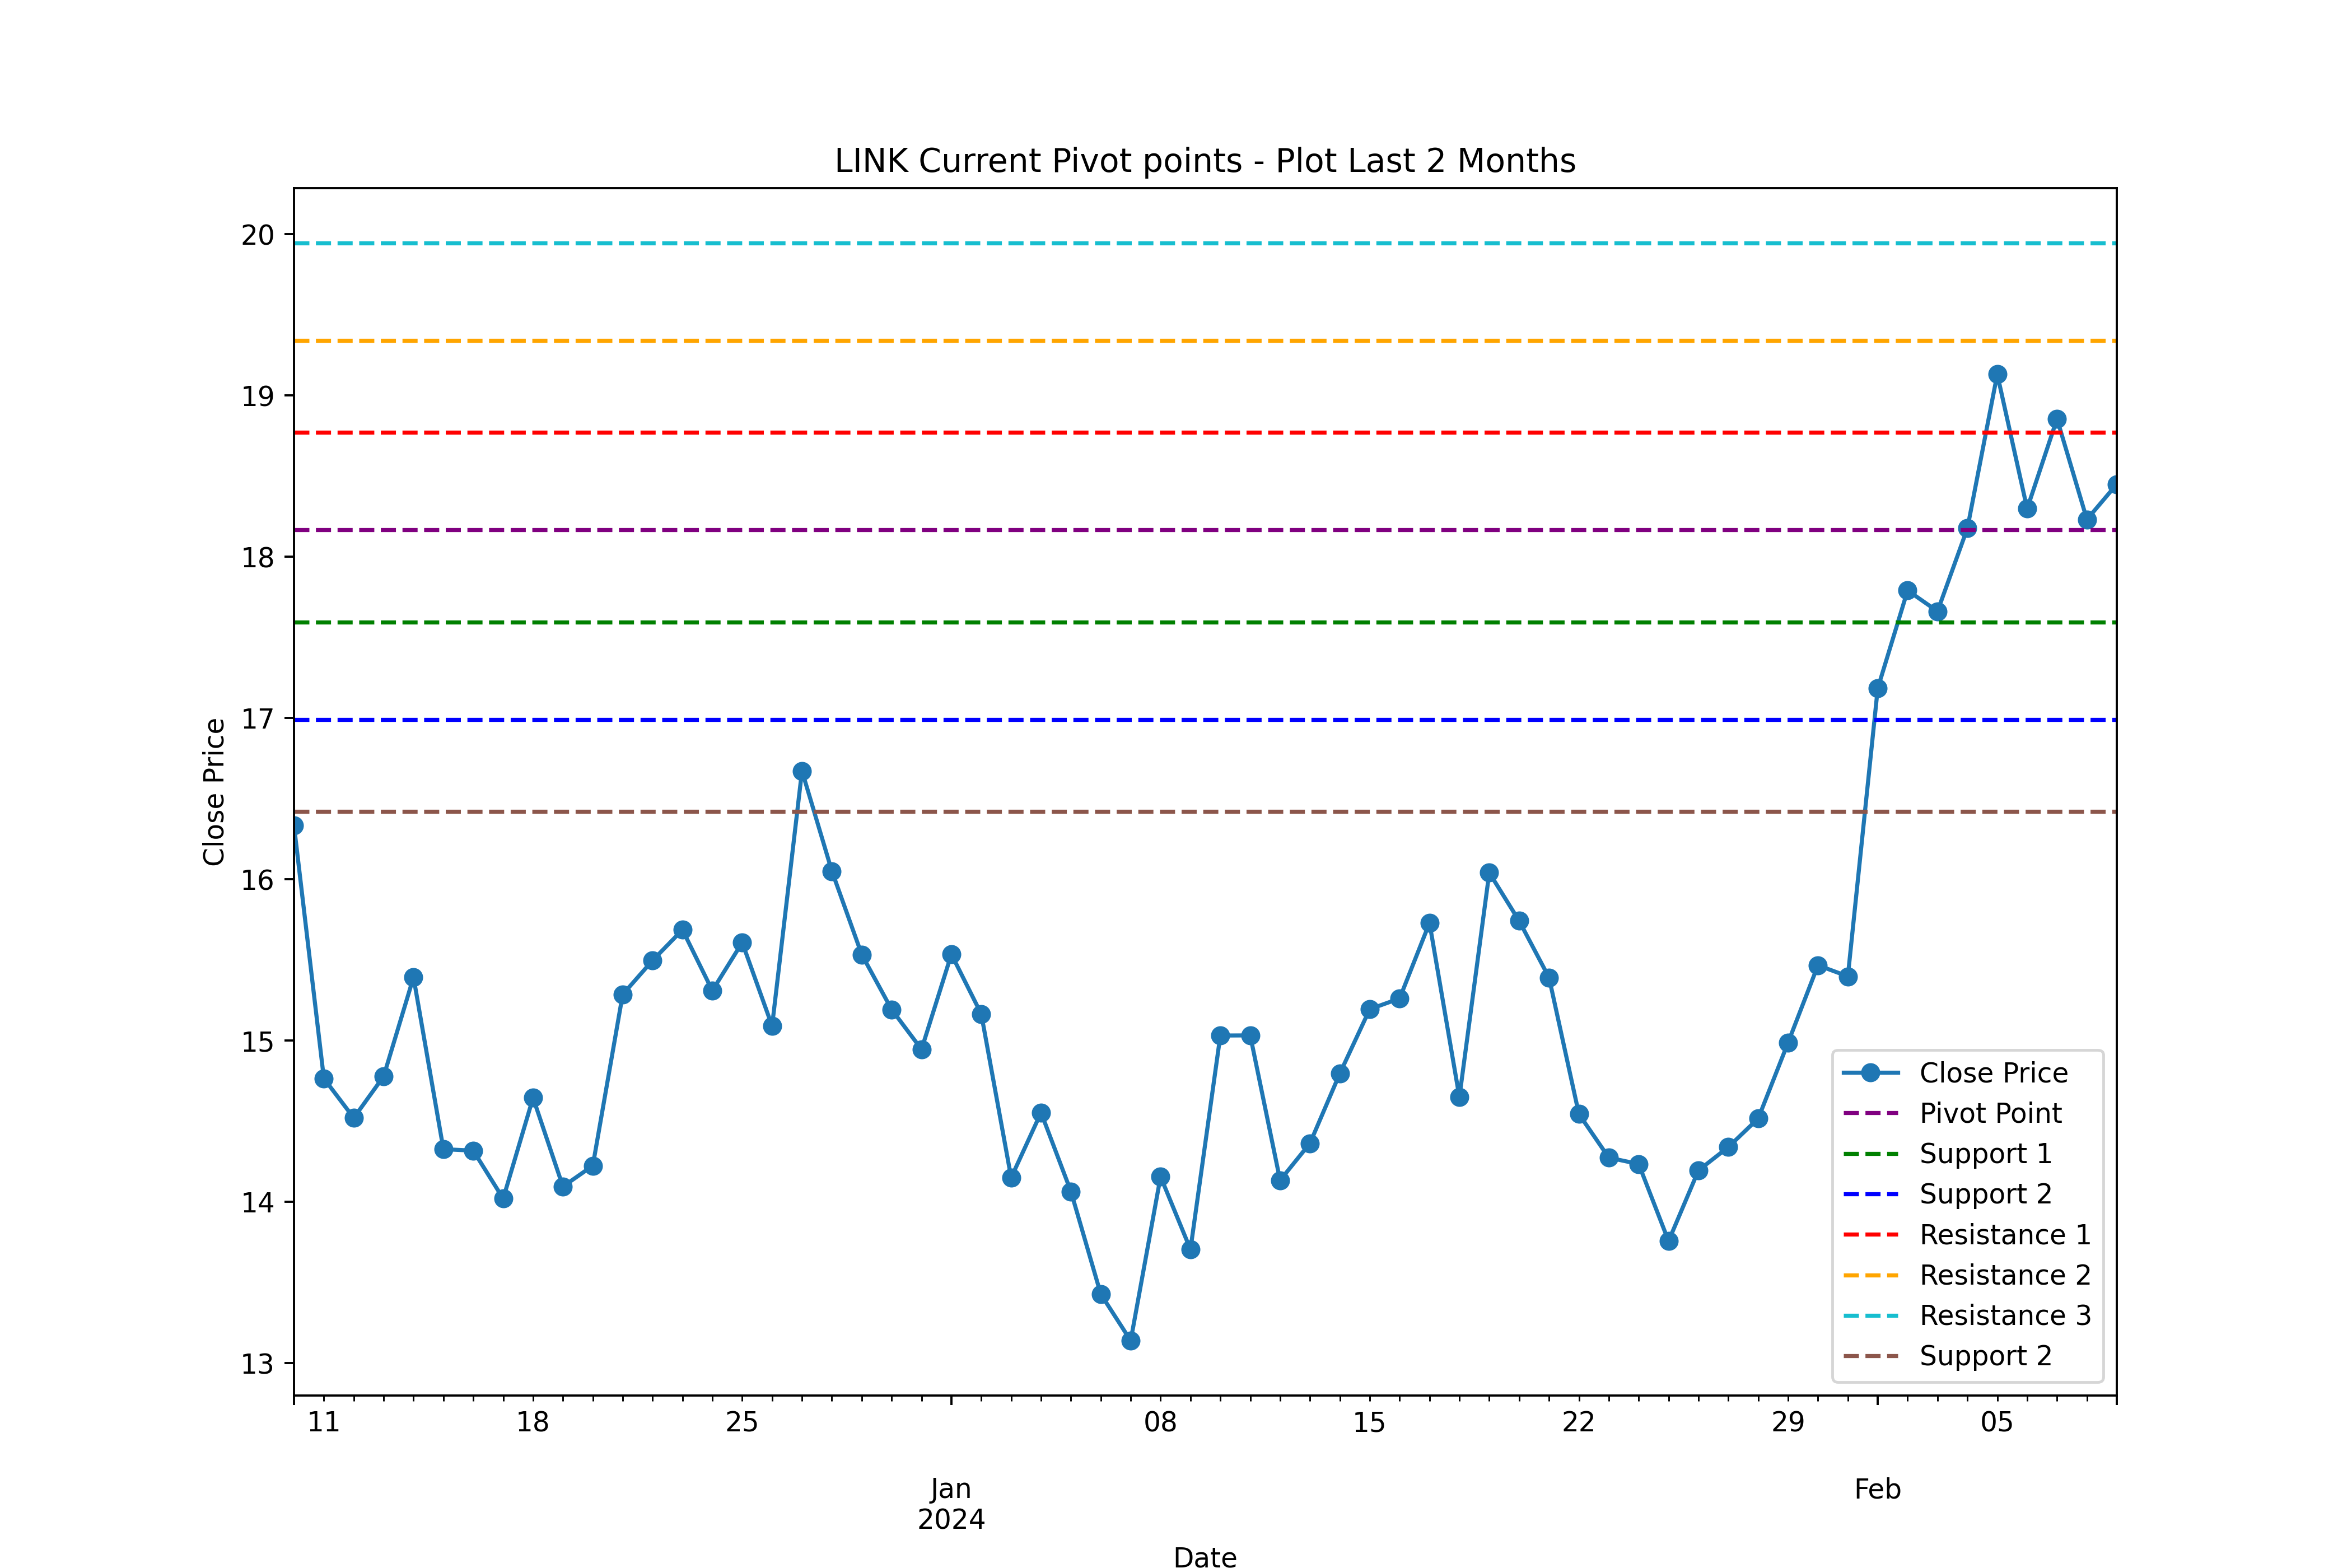 LINK Current Pivot points - Plot Last 2 Months
20
19
18
17
16
15
14
13
Close Price
Close Price
Pivot Point
Support 1
Support 2
Resistance 1
Resistance 2
Resistance 3
Support 2
11 18 25 08 15 22 29 05
Jan Feb
2024
Date